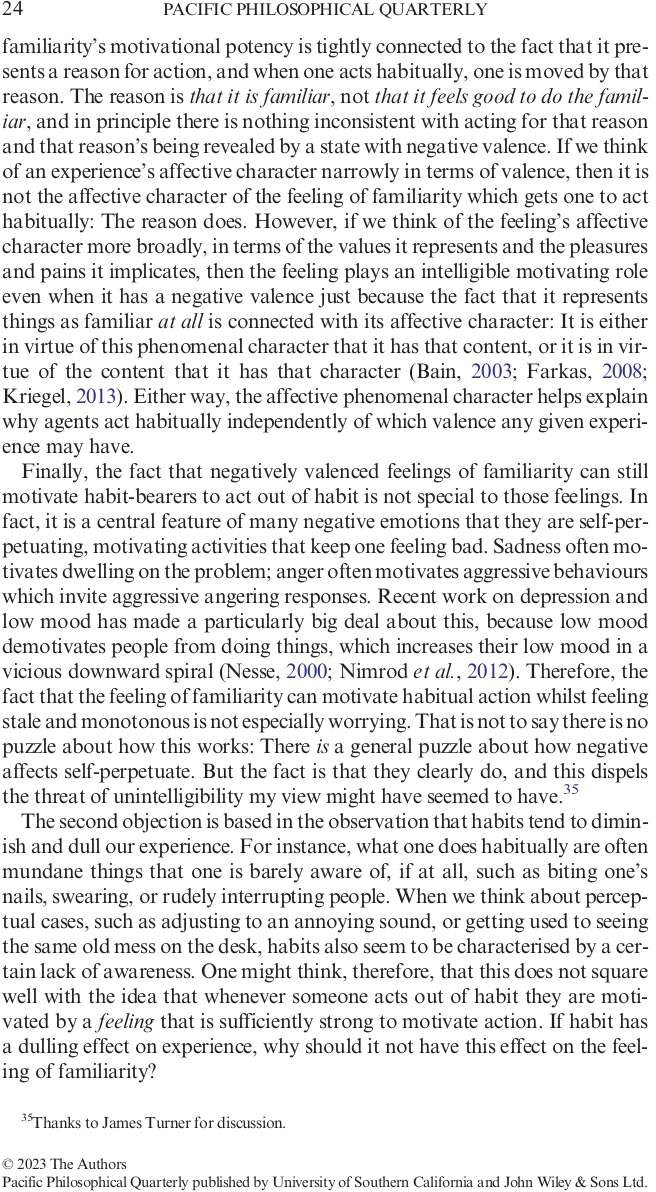 24 PACIFIC PHILOSOPHICAL QUARTERLY
familiarity's motivational potency is tightly connected to the fact that it pre-
sents a reason for action, and when one acts habitually, one is moved by that
reason. The reason is that it is familiar, not that it feels good to do the famil-
iar, and in principle there is nothing inconsistent with acting for that reason
and that reason's being revealed by a state with negative valence. If we think
of an experience's affective character narrowly in terms of valence, then it is
not the affective character of the feeling of familiarity which gets one to act
habitually: The reason does. However, if we think of the feeling's affective
character more broadly, in terms of the values it represents and the pleasures
and pains it implicates, then the feeling plays an intelligible motivating role
even when it has a negative valence just because the fact that it represents
things as familiar at all is connected with its affective character: It is either
in virtue of this phenomenal character that it has that content, or it is in vir-
tue of the content that it has that character (Bain, 2003; Farkas, 2008;
Kriegel, 2013). Either way, the affective phenomenal character helps explain
why agents act habitually independently of which valence any given experi-
ence may have.
Finally, the fact that negatively valenced feelings of familiarity can still
motivate habit-bearers to act out of habit is not special to those feelings. In
fact, it is a central feature of many negative emotions that they are self-per-
petuating, motivating activities that keep one feeling bad. Sadness often mo-
tivates dwelling on the problem; anger often motivates aggressive behaviours
which invite aggressive angering responses. Recent work on depression and
low mood has made a particularly big deal about this, because low mood
demotivates people from doing things, which increases their low mood in a
vicious downward spiral (Nesse, 2000; Nimrod et al., 2012). Therefore, the
fact that the feeling of familiarity can motivate habitual action whilst feeling
stale and monotonous is not especially worrying. That is not to say there is no
puzzle about how this works: There is a general puzzle about how negative
affects self-perpetuate. But the fact is that they clearly do, and this dispels
the threat of unintelligibility my view might have seemed to have.35
The second objection is based in the observation that habits tend to dimin-
ish and dull our experience. For instance, what one does habitually are often
mundane things that one is barely aware of, if at all, such as biting one's
nails, swearing, or rudely interrupting people. When we think about percep-
tual cases, such as adjusting to an annoying sound, or getting used to seeing
the same old mess on the desk, habits also seem to be characterised by a cer-
tain lack of awareness. One might think, therefore, that this does not square
well with the idea that whenever someone acts out of habit they are moti-
vated by a feeling that is sufficiently strong to motivate action. If habit has
a dulling effect on experience, why should it not have this effect on the feel-
ing of familiarity?
35Thanks to James Turner for discussion.
© 2023 The Authors
Pacific Philosophical Quarterly published by University of Southern California and John Wiley & Sons Ltd.